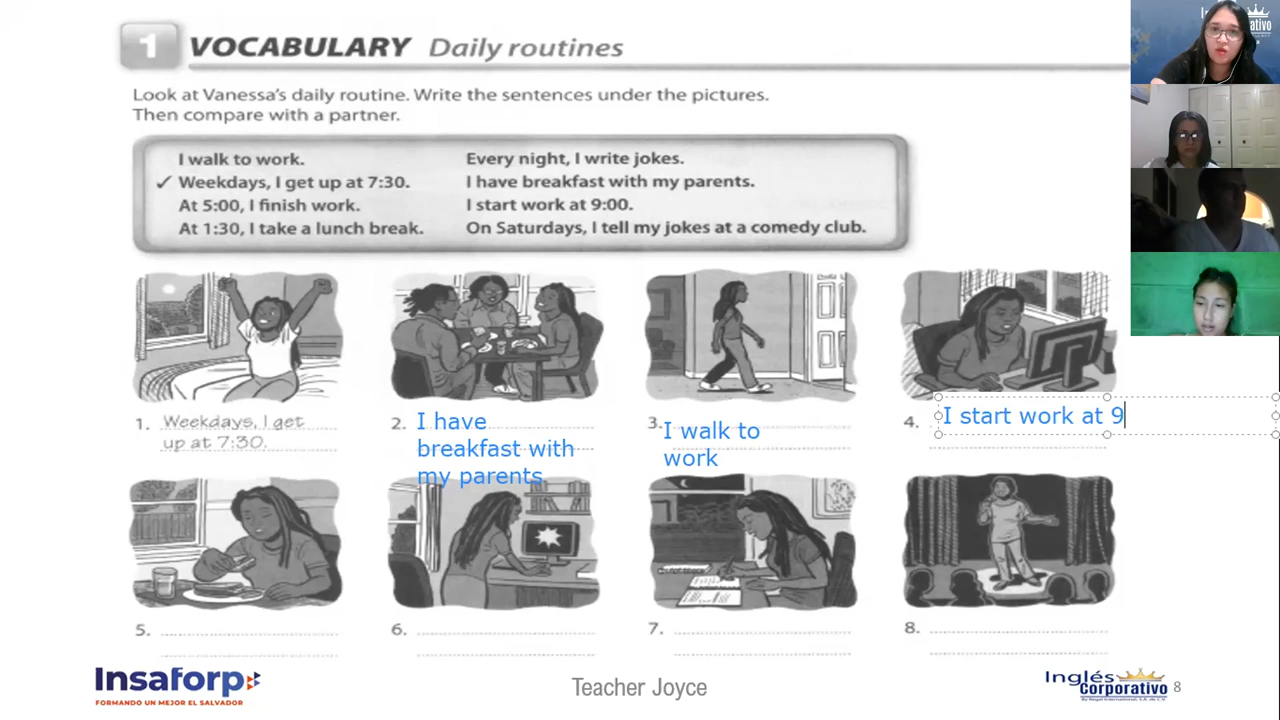 1 VOCABULARY Daily routines
Look at Vanessa's daily routine. Write the sentences under the pictures.
Then compare with a partner.
I walk to work.
✓ Weekdays, I get up at 7:30.
At 5:00, I finish work.
At 1:30, I take a lunch break.
Every night, I write jokes.
I have breakfast with my parents.
I start work at 9:00.
On Saturdays, I tell my jokes at a comedy club.
1. Weekdays, I get
up at 7:30.
2. I have
breakfast with
my parents
3. I walk to
work
4. I start work at 9
5.
6.
7.
8.
Insaforp
FORMANDO UN MEJOR EL SALVADOR
Teacher Joyce
Inglés
Corporativo
8